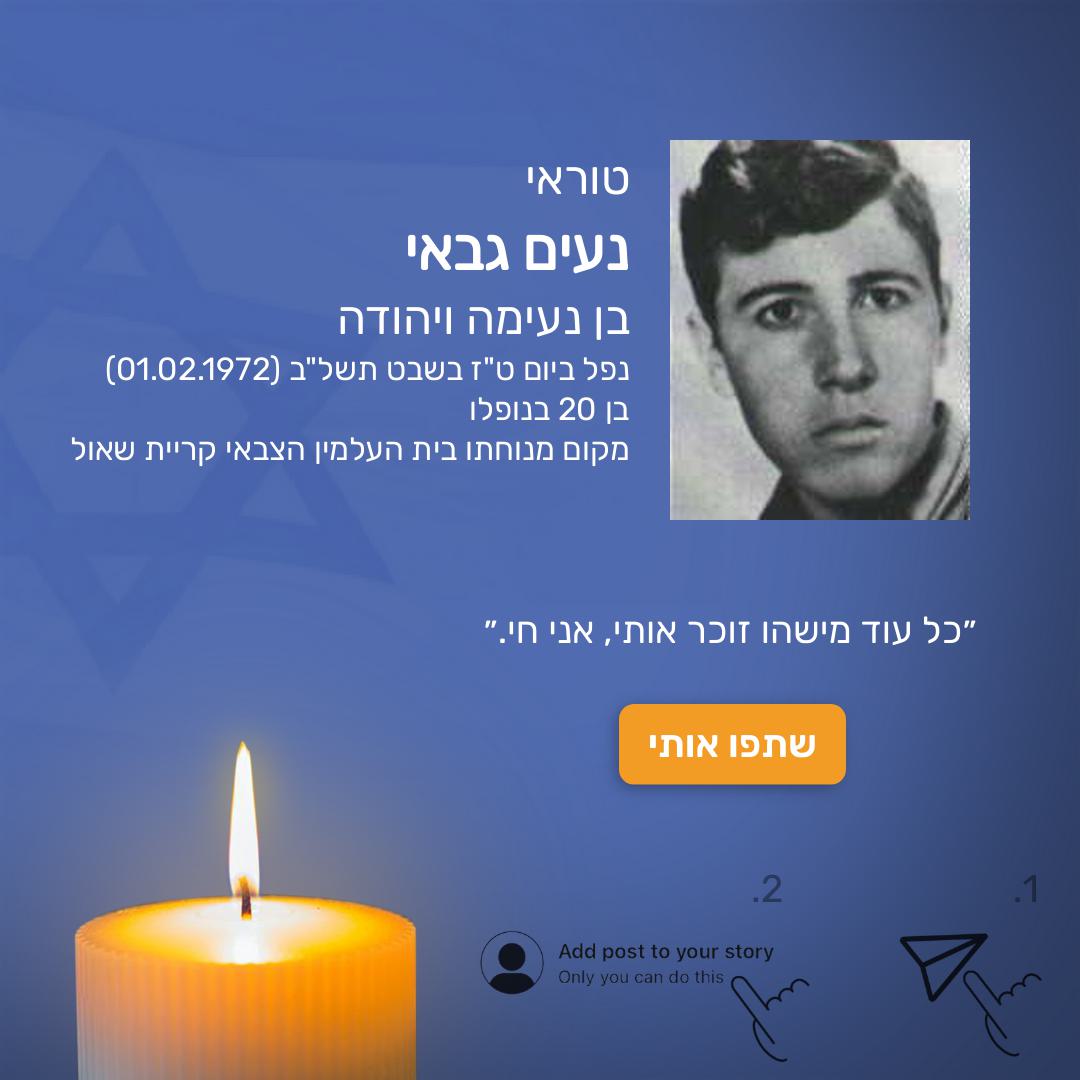 טוראי
נעים גבאי
בן נעימה ויהודה
נפל ביום ט"ז בשבט תשל"ב (01.02.1972)
בן 20 בנופלו
מקום מנוחתו בית העלמין הצבאי קריית שאול
״כל עוד מישהו זוכר אותי, אני חי.״
שתפו אותי
1.
2.
Add post to your story
Only you can do this